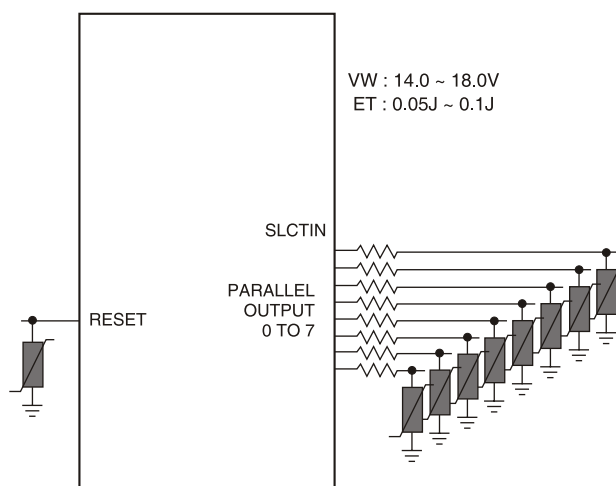 VW : 14.0 ~ 18.0V
ET : 0.05J ~ 0.1J
SLCTIN
PARALLEL
OUTPUT
0 TO 7
RESET